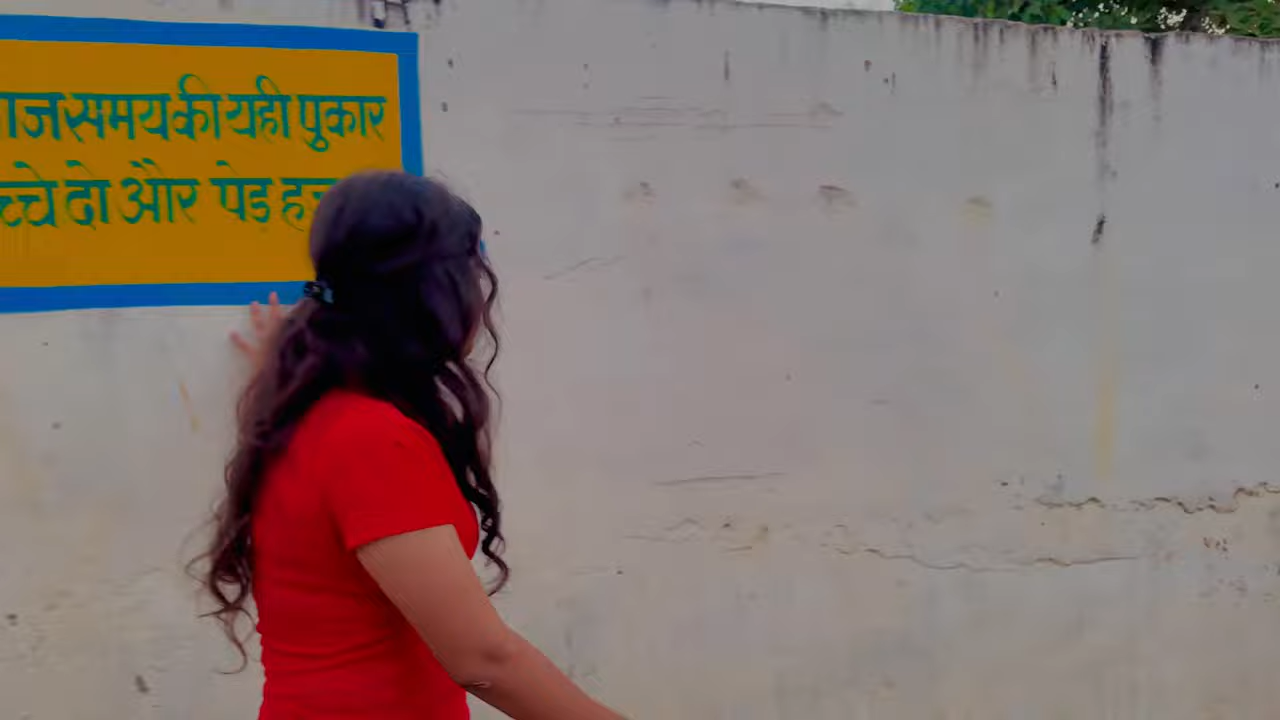 समय की यही पुकार
दो और पेड़